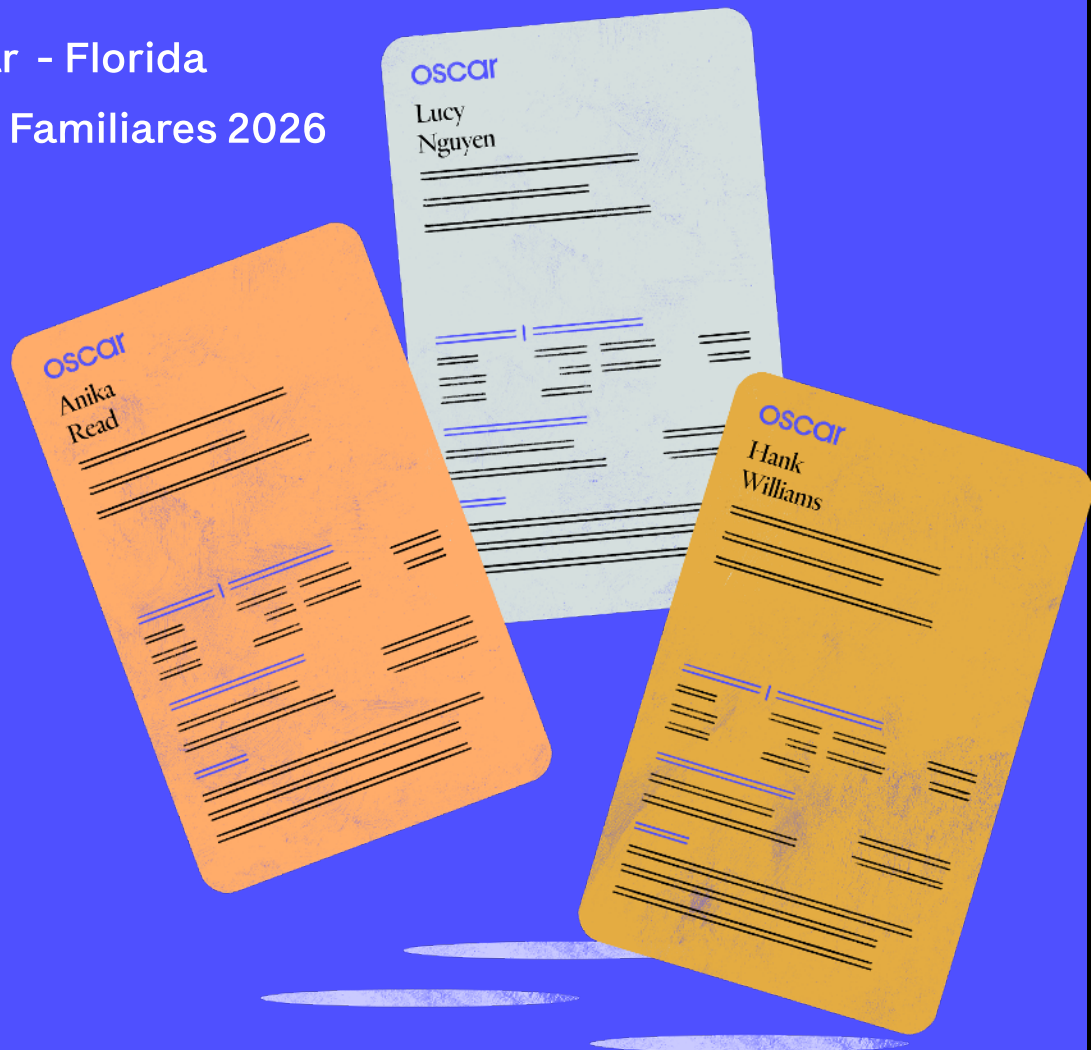 r - Florida
Familiares 2026
oscar
Lucy
Nguyen
oscar
Anika
Read
oscar
Hank
Williams